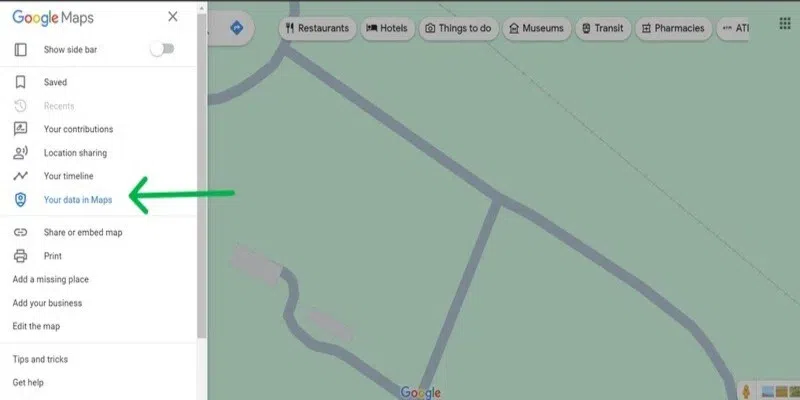 Google Maps
Show side bar
Saved
Recents
Your contributions
Location sharing
Your timeline
Your data in Maps
Share or embed map
Print
Add a missing place
Add your business
Edit the map
Tips and tricks
Get help
Restaurants
Hotels
Things to do
Museums
Transit
Pharmacies
Google